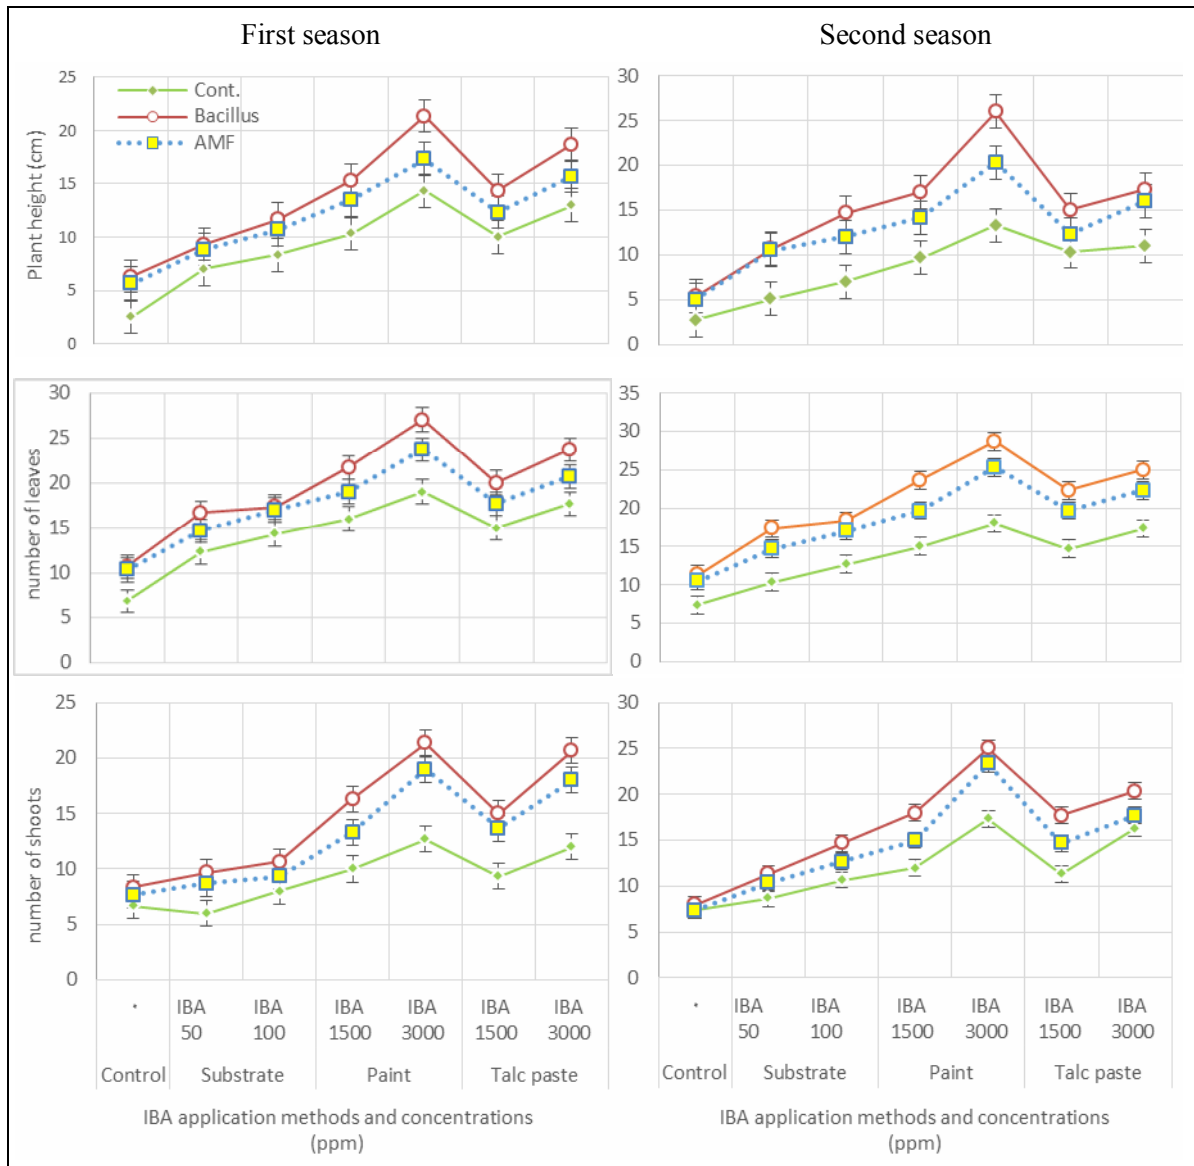 First season
Second season
Plant height (cm)
25
20
15
10
5
0
Cont.
Bacillus
AMF
30
25
20
15
10
5
0
number of leaves
30
25
20
15
10
5
0
35
30
25
20
15
10
5
0
number of shoots
25
20
15
10
5
0
30
25
20
15
10
5
0
IBA 50
IBA 100
IBA 1500
IBA 3000
IBA 1500
IBA 3000
Control
Substrate
Paint
Talc paste
IBA application methods and concentrations
(ppm)
IBA 50
IBA 100
IBA 1500
IBA 3000
IBA 1500
IBA 3000
Control
Substrate
Paint
Talc paste
IBA application methods and concentrations
(ppm)